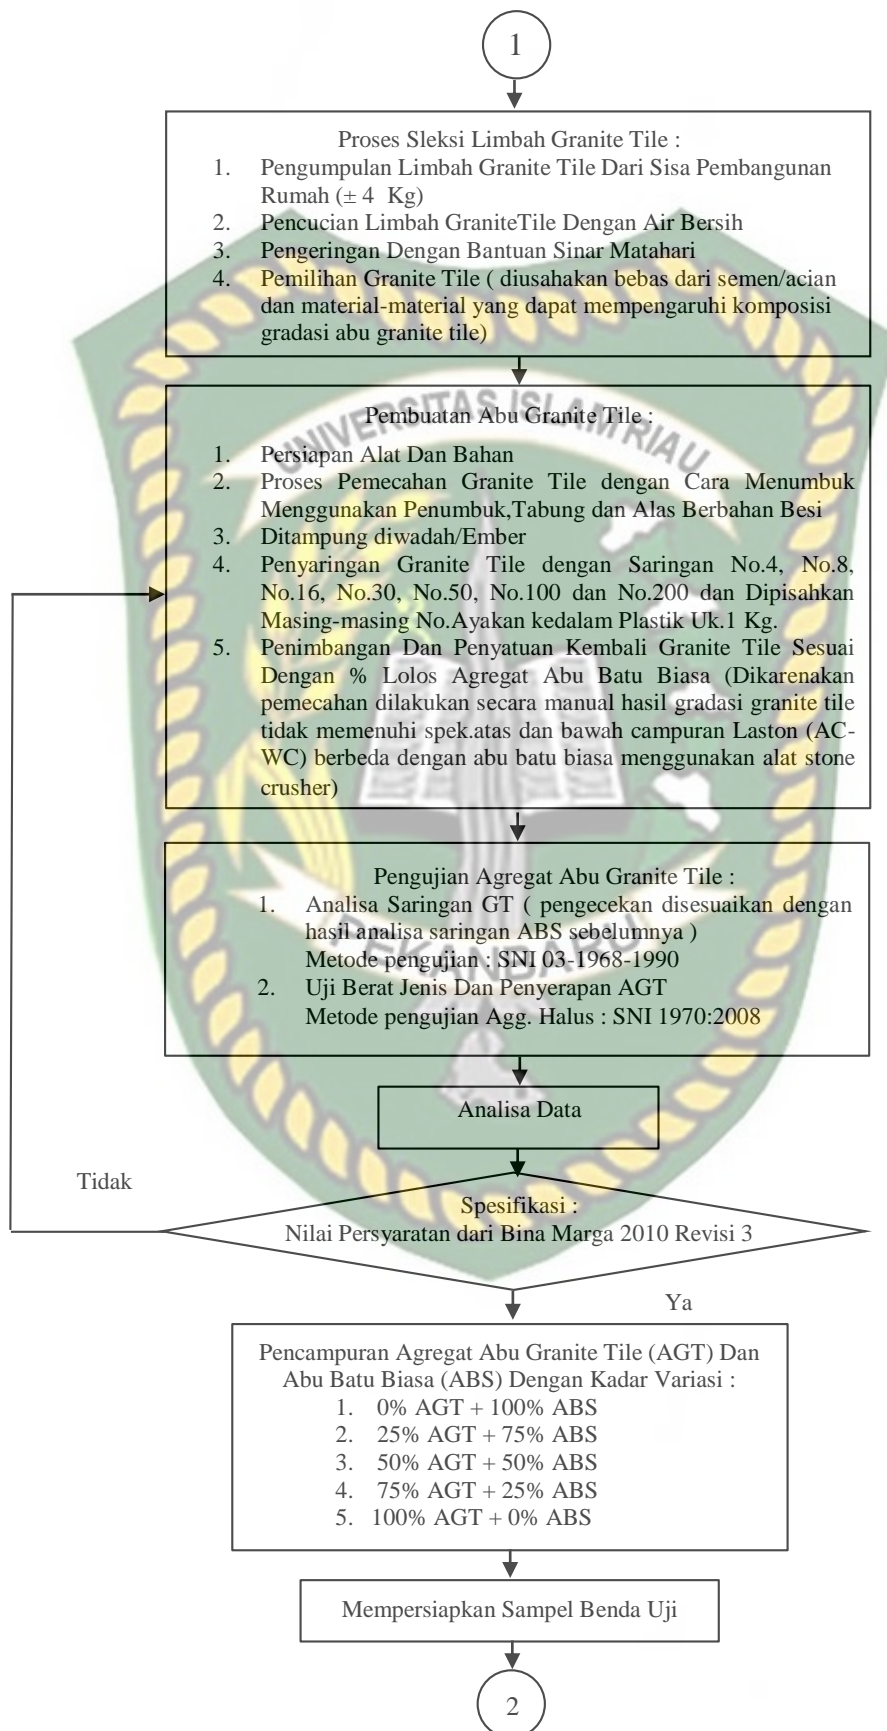 1
Proses Sleksi Limbah Granite Tile :
1. Pengumpulan Limbah Granite Tile Dari Sisa Pembangunan
Rumah (± 4 Kg)
2. Pencucian Limbah GraniteTile Dengan Air Bersih
3. Pengeringan Dengan Bantuan Sinar Matahari
4. Pemilihan Granite Tile ( diusahakan bebas dari semen/acian
dan material-material yang dapat mempengaruhi komposisi
gradasi abu granite tile)
UNIVERSITAS ISLAM RIAU
Pembuatan Abu Granite Tile :
1. Persiapan Alat Dan Bahan
2. Proses Pemecahan Granite Tile dengan Cara Menumbuk
Menggunakan Penumbuk,Tabung dan Alas Berbahan Besi
3. Ditampung diwadah/Ember
4. Penyaringan Granite Tile dengan Saringan No.4, No.8,
No.16, No.30, No.50, No.100 dan No.200 dan Dipisahkan
Masing-masing No.Ayakan kedalam Plastik Uk.1 Kg.
5. Penimbangan Dan Penyatuan Kembali Granite Tile Sesuai
Dengan % Lolos Agregat Abu Batu Biasa (Dikarenakan
pemecahan dilakukan secara manual hasil gradasi granite tile
tidak memenuhi spek.atas dan bawah campuran Laston (AC-
WC) berbeda dengan abu batu biasa menggunakan alat stone
crusher)
Pengujian Agregat Abu Granite Tile :
1. Analisa Saringan GT ( pengecekan disesuaikan dengan
hasil analisa saringan ABS sebelumnya )
Metode pengujian : SNI 03-1968-1990
2. Uji Berat Jenis Dan Penyerapan AGT
Metode pengujian Agg. Halus : SNI 1970:2008
PEKANBARU
Analisa Data
Tidak
Spesifikasi :
Nilai Persyaratan dari Bina Marga 2010 Revisi 3
Ya
Pencampuran Agregat Abu Granite Tile (AGT) Dan
Abu Batu Biasa (ABS) Dengan Kadar Variasi :
1. 0% AGT + 100% ABS
2. 25% AGT + 75% ABS
3. 50% AGT + 50% ABS
4. 75% AGT + 25% ABS
5. 100% AGT + 0% ABS
Mempersiapkan Sampel Benda Uji
2